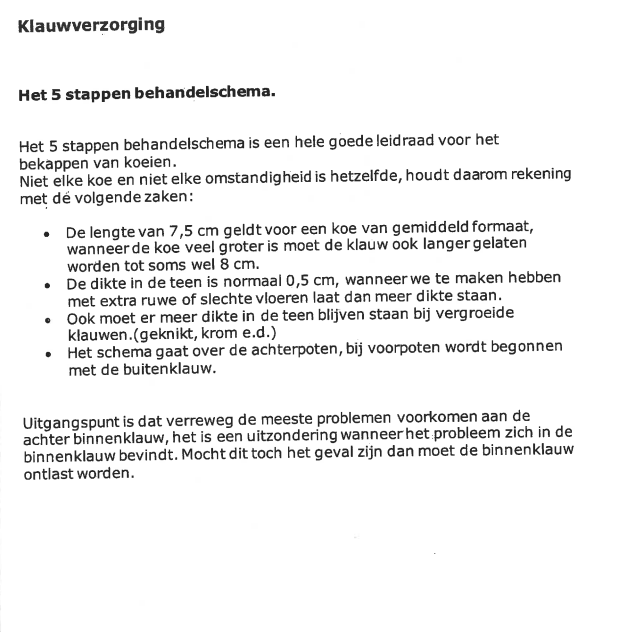 Klauwverzorging
Het 5 stappen behandelschema.
Het 5 stappen behandelschema is een hele goede leidraad voor het
bekappen van koeien.
Niet elke koe en niet elke omstandigheid is hetzelfde, houdt daarom rekening
met de volgende zaken:
• De lengte van 7,5 cm geldt voor een koe van gemiddeld formaat,
wanneer de koe veel groter is moet de klauw ook langer gelaten
worden tot soms wel 8 cm.
• De dikte in de teen is normaal 0,5 cm, wanneer we te maken hebben
met extra ruwe of slechte vloeren laat dan meer dikte staan.
• Ook moet er meer dikte in de teen blijven staan bij vergroeide
klauwen.(geknikt, krom e.d.)
• Het schema gaat over de achterpoten, bij voorpoten wordt begonnen
met de buitenklauw.
Uitgangspunt is dat verreweg de meeste problemen voorkomen aan de
achter binnenklauw, het is een uitzondering wanneer het probleem zich in de
binnenklauw bevindt. Mocht dit toch het geval zijn dan moet de binnenklauw
ontlast worden.